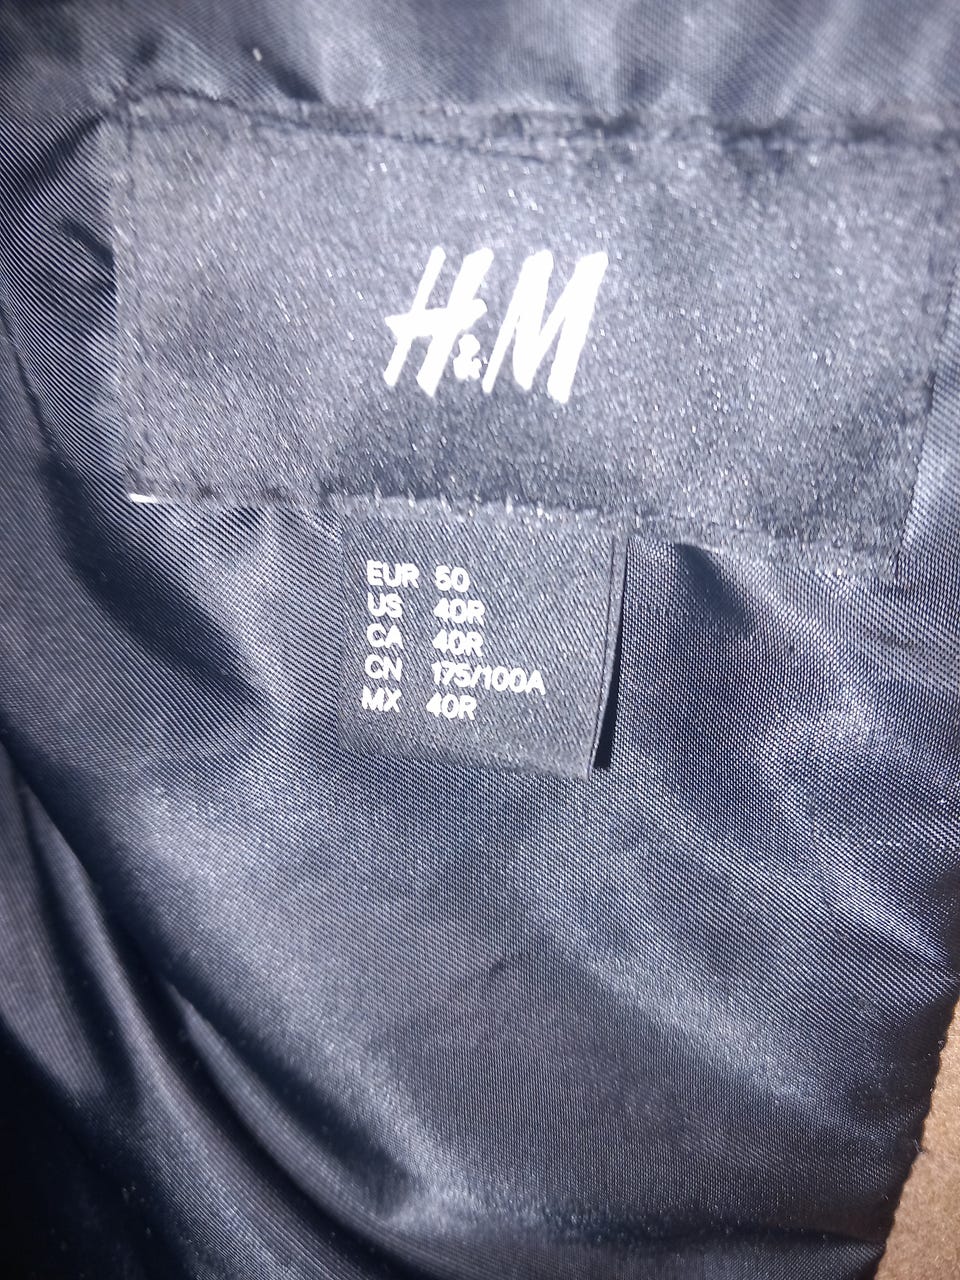 H&M
EUR 50
US 40R
CA 40R
CN 175/100A
MX 40R